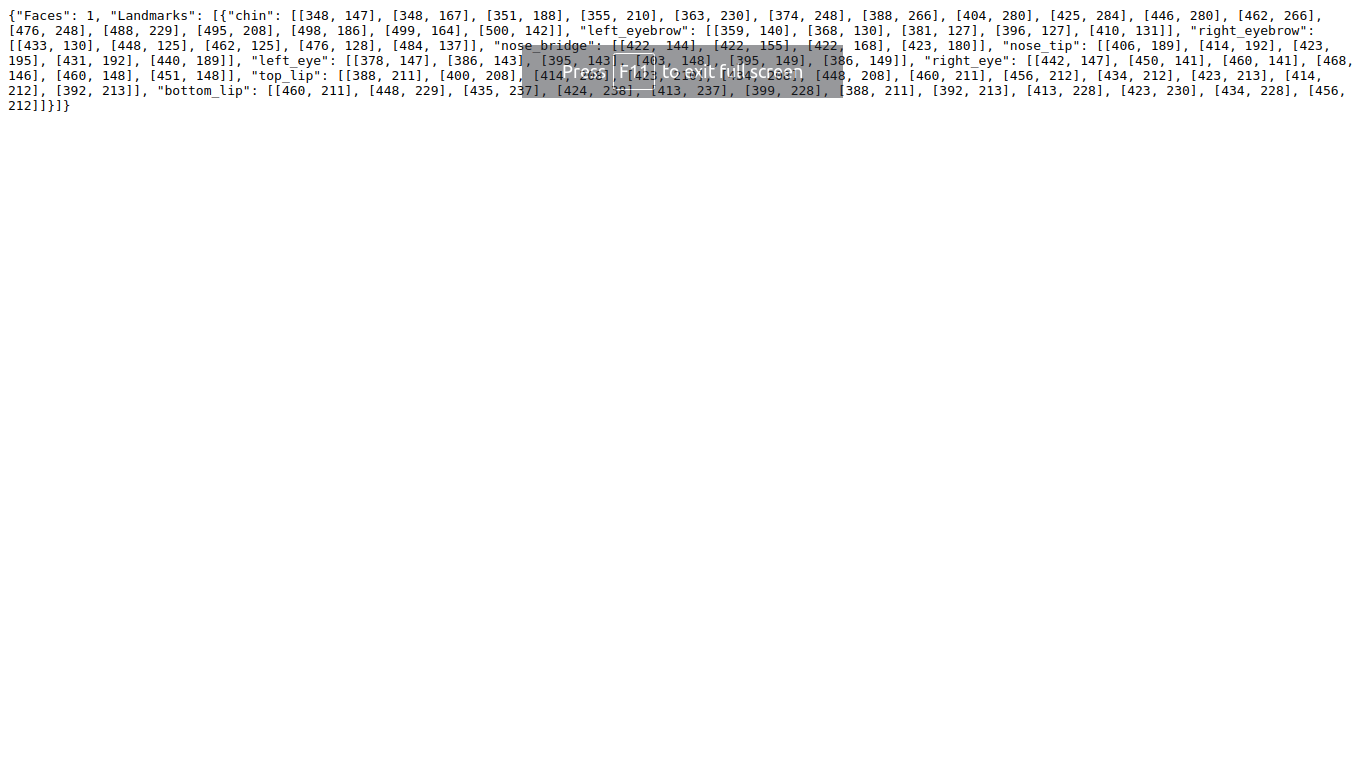 {"Faces": 1, "Landmarks": [{"chin": [[348, 147], [348, 167], [351, 188], [355, 210], [363, 230], [374, 248], [388, 266], [404, 280], [425, 284], [446, 280], [462, 266],
[476, 248], [488, 229], [495, 208], [498, 186], [499, 164], [500, 142]], "left_eyebrow": [[359, 140], [368, 130], [381, 127], [396, 127], [410, 131]], "right_eyebrow":
[[433, 130], [448, 125], [462, 125], [476, 128], [484, 137]], "nose_bridge": [[422, 144], [422, 155], [422, 168], [423, 180]], "nose_tip": [[406, 189], [414, 192], [423,
195], [431, 192], [440, 189]], "left_eye": [[378, 147], [386, 143], [395, 143], [403, 148], [395, 149], [386, 149]], "right_eye": [[442, 147], [450, 141], [460, 141], [468,
Press F11 to exit full screen
146], [460, 148], [451, 148]], "top_lip": [[388, 211], [400, 208], [414, [423, [434, [448, 208], [460, 211], [456, 212], [434, 212], [423, 213], [414,
212], [392, 213]], "bottom_lip": [[460, 211], [448, 229], [435, 237], [424, 238], [413, 237], [399, 228], [388, 211], [392, 213], [413, 228], [423, 230], [434, 228], [456,
212]]}]}